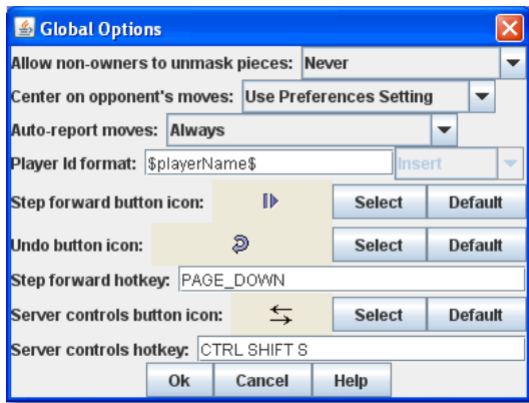 Global Options
Allow non-owners to unmask pieces: Never
Center on opponent's moves: Use Preferences Setting
Auto-report moves: Always
Player Id format: $playerName$ Insert
Step forward button icon: Select Default
Undo button icon: Select Default
Step forward hotkey: PAGE_DOWN
Server controls button icon: Select Default
Server controls hotkey: CTRL SHIFT S
Ok Cancel Help